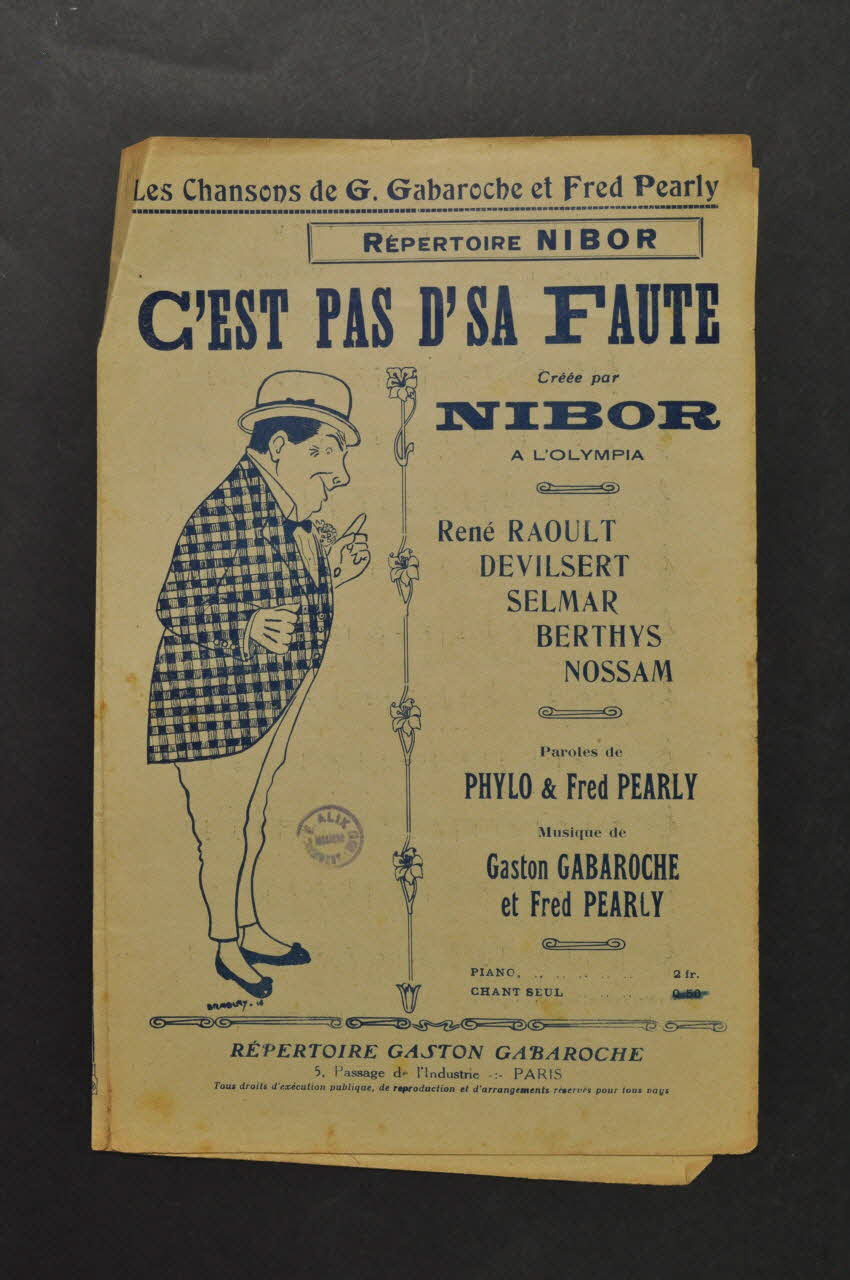 Les Chansons de G. Gabaroche et Fred Pearly
RÉPERTOIRE NIBOR
C'EST PAS D'SA FAUTE
Créée par
NIBOR
A L'OLYMPIA
René RAOULT
DEVILSERT
SELMAR
BERTHYS
NOSSAM
Paroles de
PHYLO & Fred PEARLY
Musique de
Gaston GABAROCHE
et Fred PEARLY
PIANO, .. .. .. .. .. 2 fr.
CHANT SEUL .. .. .. 0.50
ALIX
RÉPERTOIRE GASTON GABAROCHE
5, Passage de l'Industrie -:- PARIS
Tous droits d'exécution publique, de reproduction et d'arrangements réservés pour tous pays